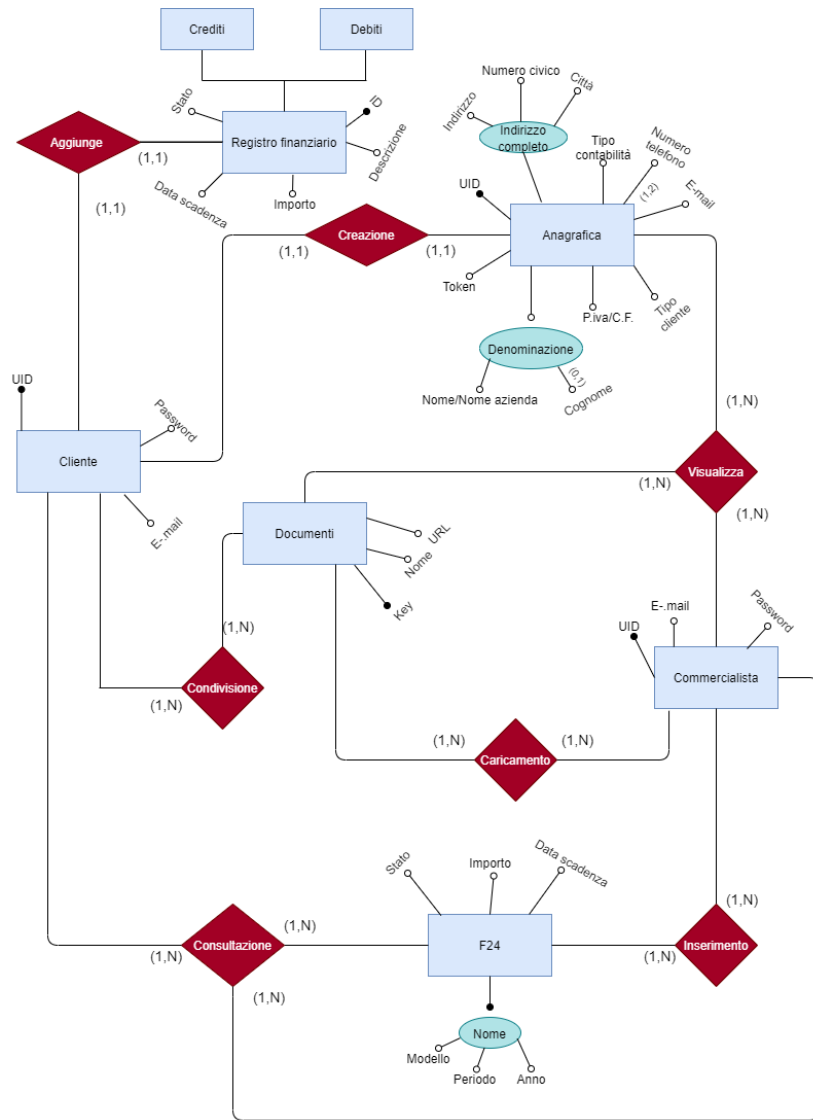 Crediti
Debiti
Stato
ID
Aggiunge
Registro finanziario
(1,1)
Data scadenza
Importo
Descrizione
(1,1)
Numero civico
Città
Indirizzo
Indirizzo
completo
Tipo
contabilità
Numero
telefono
(1,2)
E-mail
UID
Creazione
(1,1)
(1,1)
Anagrafica
Token
P.iva/C.F.
Tipo
cliente
Denominazione
(0,1)
Nome/Nome azienda
Cognome
UID
Password
Cliente
E-.mail
(1,N)
Visualizza
(1,N)
(1,N)
Documenti
URL
Nome
Key
(1,N)
Condivisione
(1,N)
E-.mail
UID
Password
Commercialista
(1,N)
Caricamento
(1,N)
Stato
Importo
Data scadenza
(1,N)
Consultazione
(1,N)
(1,N)
(1,N)
F24
(1,N)
Inserimento
(1,N)
Nome
Modello
Periodo
Anno